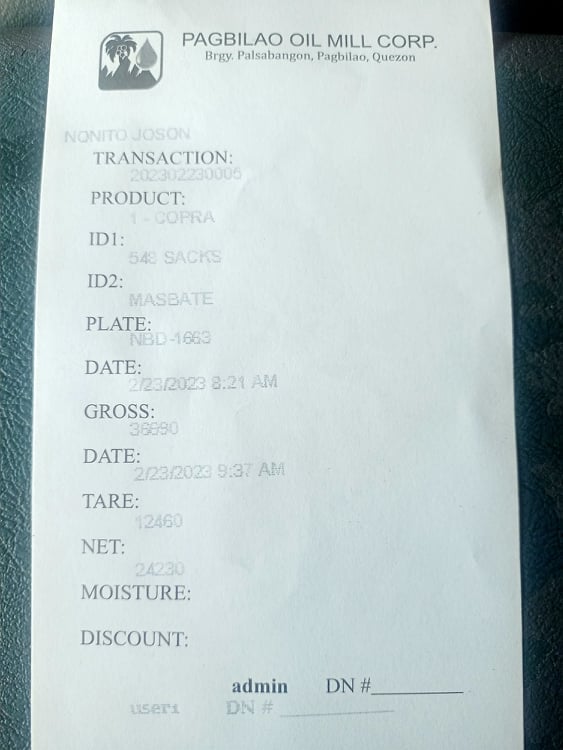 PAGBILAO OIL MILL CORP.
Brgy. Palsabangon, Pagbilao, Quezon
NONITO JOSON
TRANSACTION:
202302230006
PRODUCT:
1 - COPRA
ID1:
548 SACKS
ID2:
MASBATE
PLATE:
NBD-1663
DATE:
2/23/2023 8:21 AM
GROSS:
36690
DATE:
2/23/2023 9:37 AM
TARE:
12460
NET:
24230
MOISTURE:
DISCOUNT:
admin DN #
user1 DN #